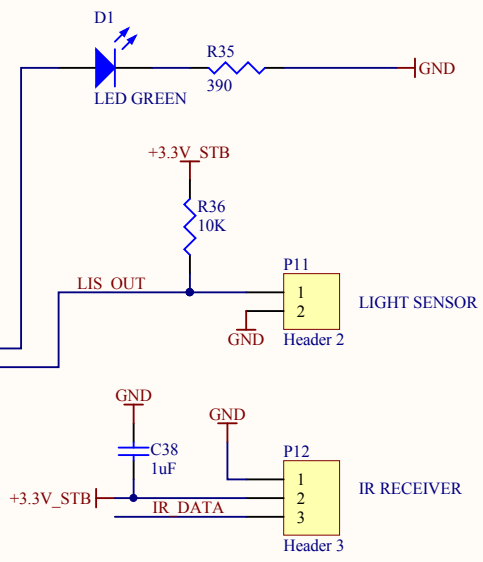 D1
R35
390
GND
LED GREEN
+3.3V_STB
R36
10K
LIS_OUT
P11
1
2
LIGHT SENSOR
GND
Header 2
GND
GND
C38
1uF
P12
1
2
3
IR RECEIVER
+3.3V_STB
IR_DATA
Header 3